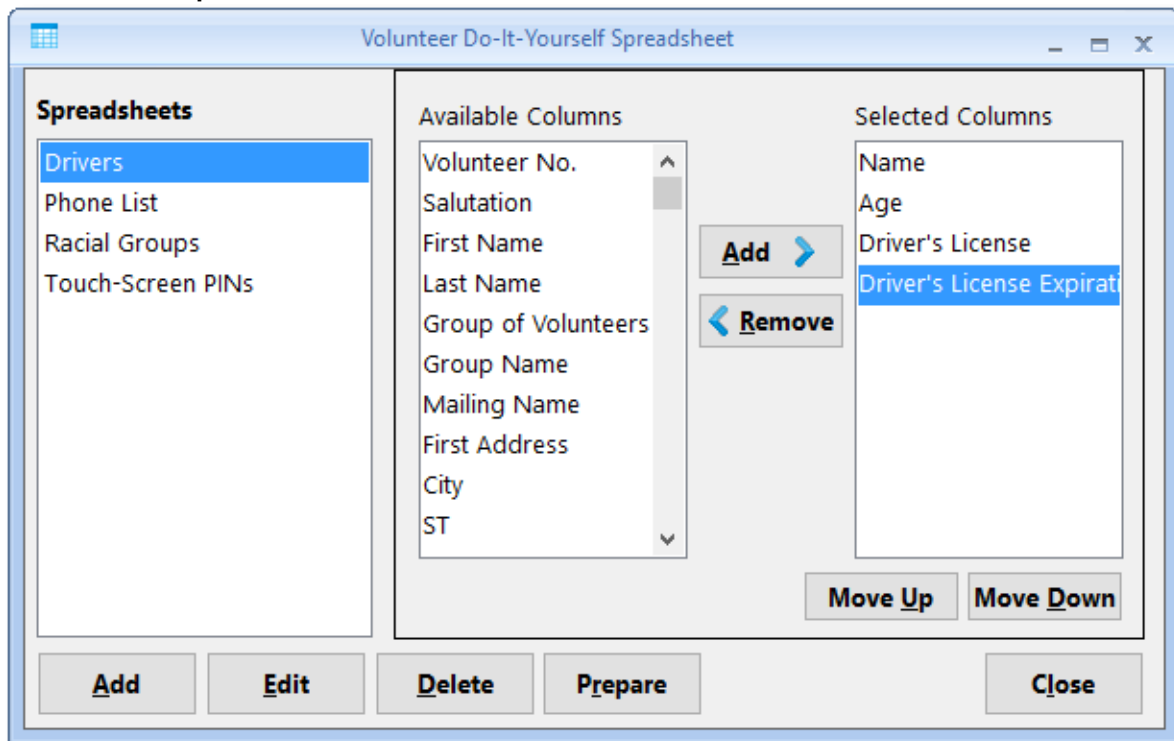 Volunteer Do-It-Yourself Spreadsheet
Spreadsheets
Drivers
Phone List
Racial Groups
Touch-Screen PINs
Available Columns
Volunteer No.
Salutation
First Name
Last Name
Group of Volunteers
Group Name
Mailing Name
First Address
City
ST
Add
Remove
Selected Columns
Name
Age
Driver's License
Driver's License Expirati
Move Up
Move Down
Add
Edit
Delete
Prepare
Close